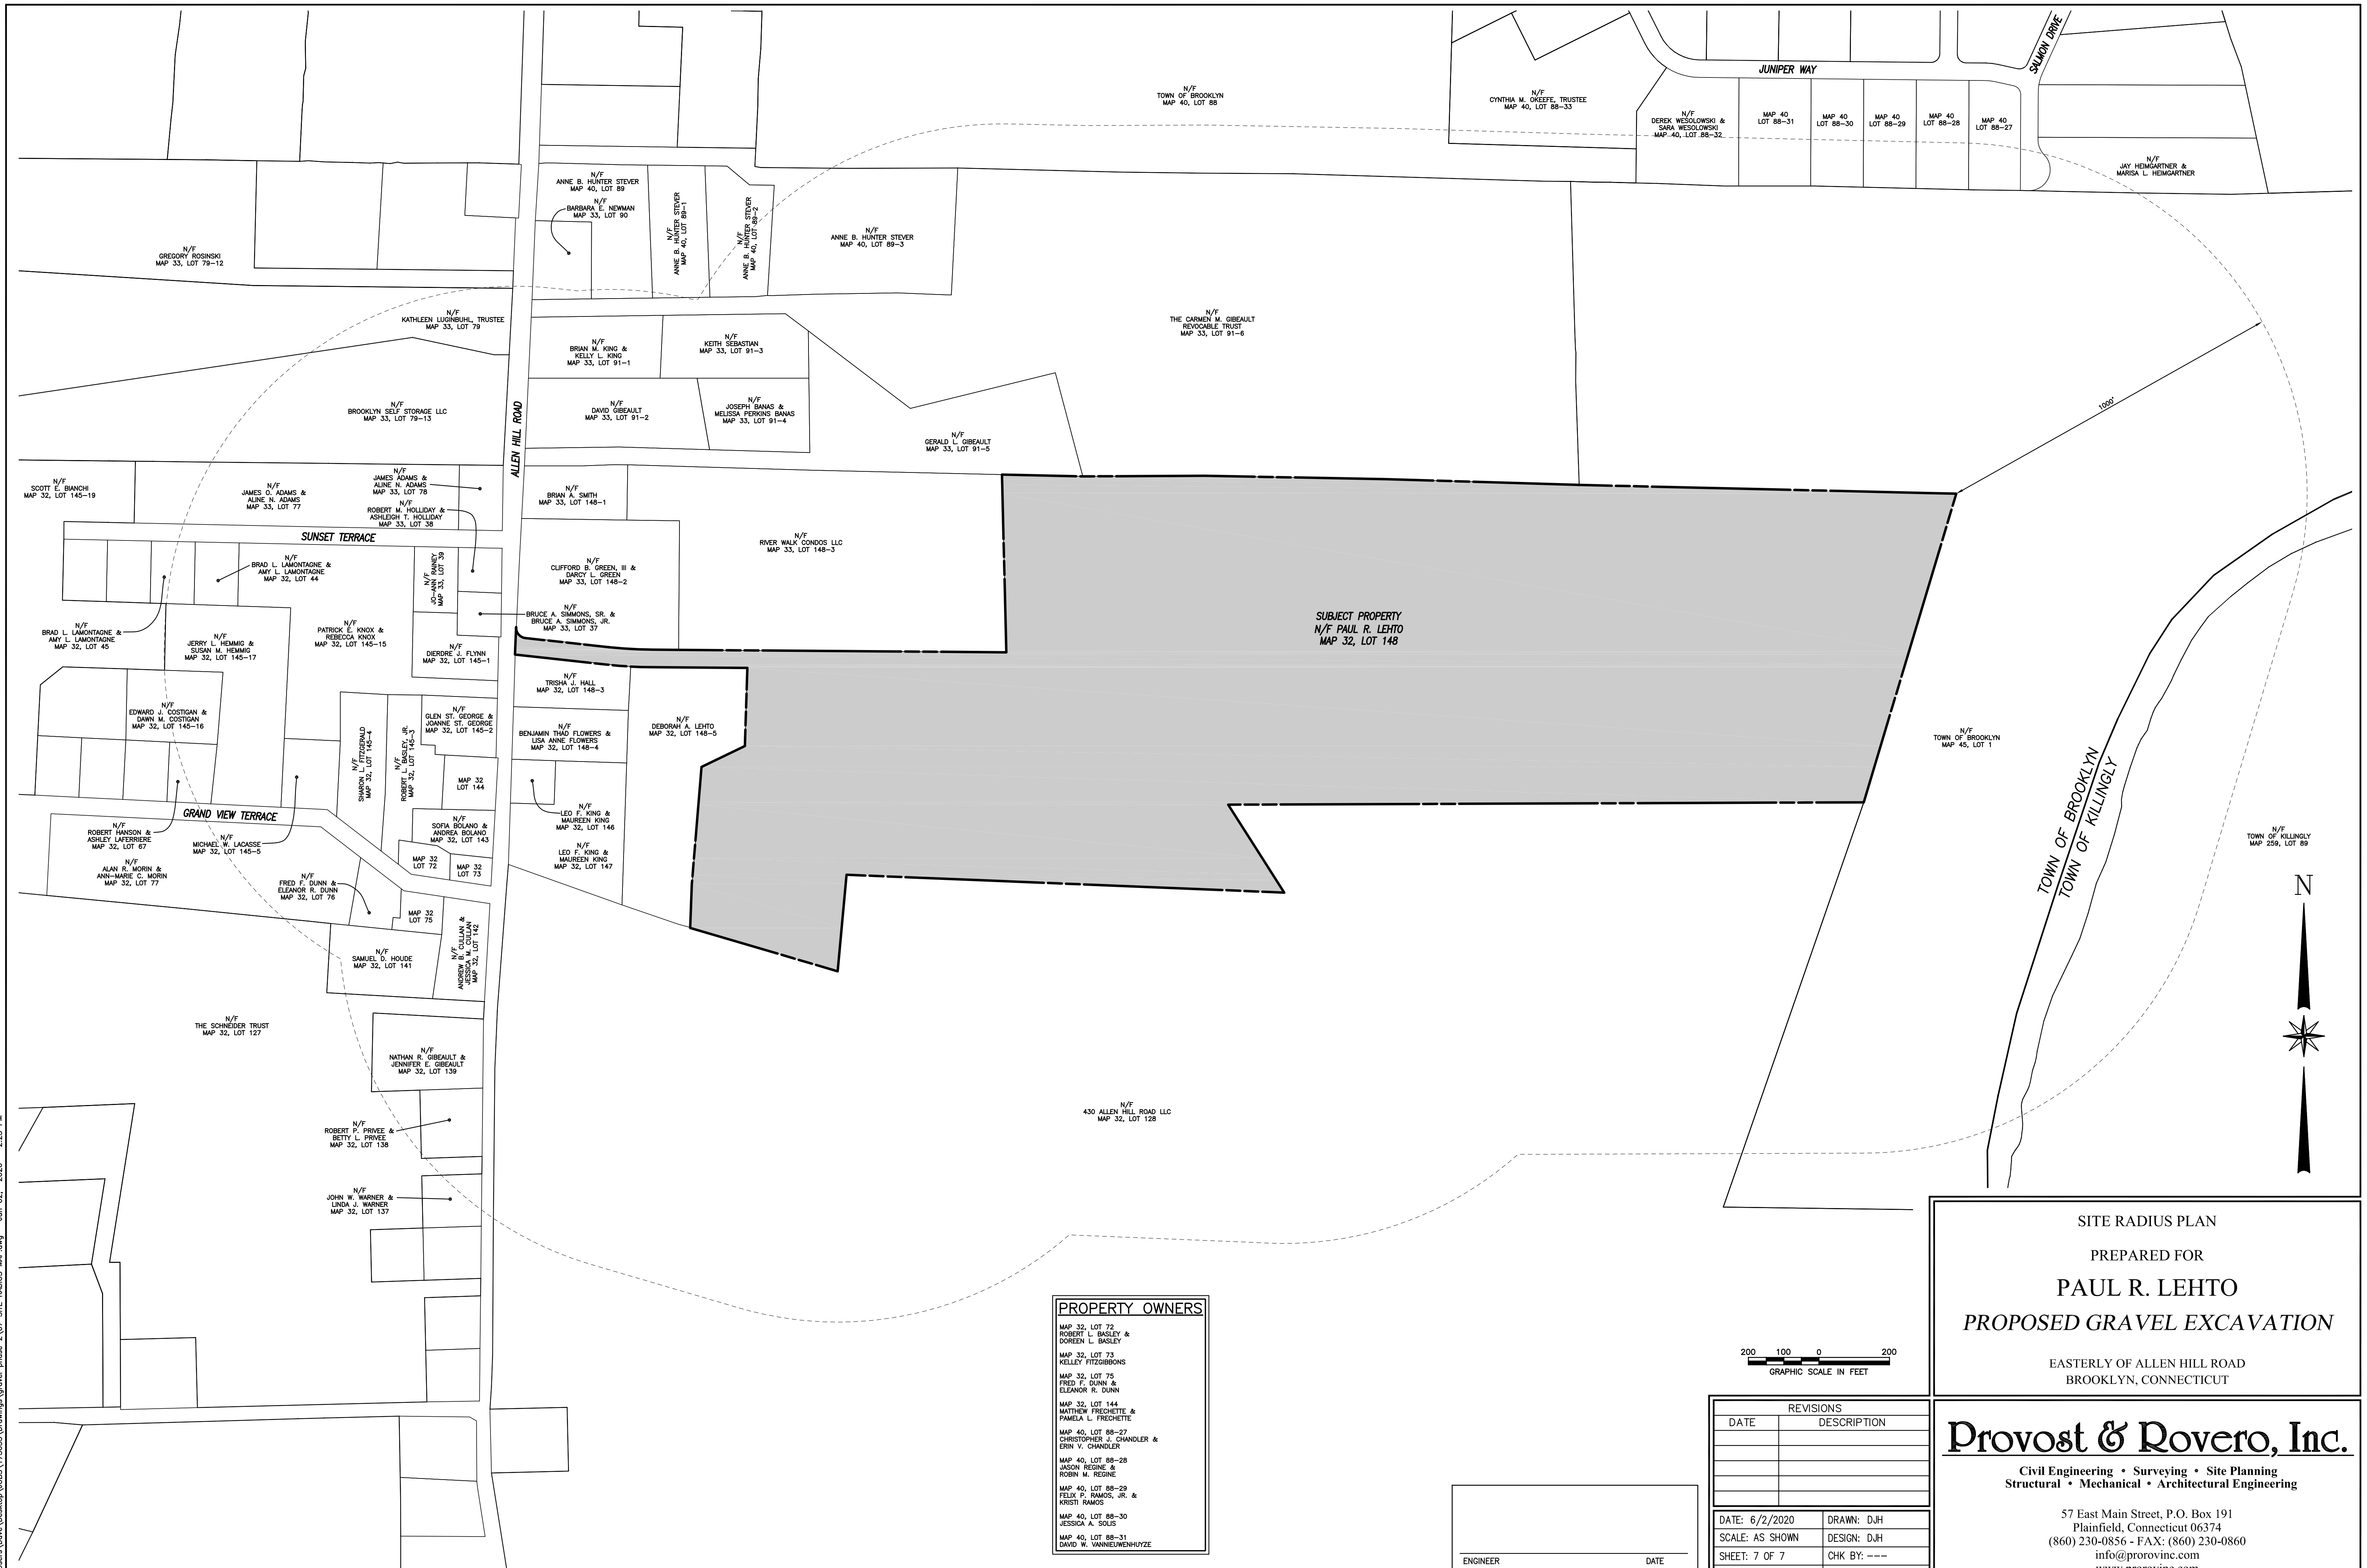 N/F
TOWN OF BROOKLYN
MAP 40, LOT 88
N/F
CYNTHIA M. OKEEFE, TRUSTEE
MAP 40, LOT 88-33
JUNIPER WAY
SALMON DRIVE
N/F
DEREK WESOLOWSKI &
SARA WESOLOWSKI
MAP 40, LOT 88-32
MAP 40
LOT 88-31
MAP 40
LOT 88-30
MAP 40
LOT 88-29
MAP 40
LOT 88-28
MAP 40
LOT 88-27
N/F
JAY HEIMGARTNER &
MARISA L. HEIMGARTNER
N/F
ANNE B. HUNTER STEVER
MAP 40, LOT 89
N/F
BARBARA E. NEWMAN
MAP 33, LOT 90
N/F
ANNE B. HUNTER STEVER
MAP 40, LOT 89-1
N/F
ANNE B. HUNTER STEVER
MAP 40, LOT 89-2
N/F
ANNE B. HUNTER STEVER
MAP 40, LOT 89-3
N/F
GREGORY ROSINSKI
MAP 33, LOT 79-12
N/F
KATHLEEN LUGINBUHL, TRUSTEE
MAP 33, LOT 79
N/F
BRIAN M. KING &
KELLY L. KING
MAP 33, LOT 91-1
N/F
KEITH SEBASTIAN
MAP 33, LOT 91-3
N/F
THE CARMEN M. GIBEAULT
REVOCABLE TRUST
MAP 33, LOT 91-6
1000'
N/F
BROOKLYN SELF STORAGE LLC
MAP 33, LOT 79-13
ALLEN HILL ROAD
N/F
DAVID GIBEAULT
MAP 33, LOT 91-2
N/F
JOSEPH BANAS &
MELISSA PERKINS BANAS
MAP 33, LOT 91-4
N/F
GERALD L. GIBEAULT
MAP 33, LOT 91-5
N/F
SCOTT E. BIANCHI
MAP 32, LOT 145-19
N/F
JAMES O. ADAMS &
ALINE N. ADAMS
MAP 33, LOT 77
N/F
JAMES ADAMS &
ALINE N. ADAMS
MAP 33, LOT 78
N/F
ROBERT M. HOLLIDAY &
ASHLEIGH T. HOLLIDAY
MAP 33, LOT 38
N/F
BRIAN A. SMITH
MAP 33, LOT 148-1
SUNSET TERRACE
N/F
RIVER WALK CONDOS LLC
MAP 33, LOT 148-3
N/F
BRAD L. LAMONTAGNE &
AMY L. LAMONTAGNE
MAP 32, LOT 44
N/F
JO-ANN RAINEY
MAP 33, LOT 39
N/F
CLIFFORD B. GREEN, III &
DARCY L. GREEN
MAP 33, LOT 148-2
N/F
BRUCE A. SIMMONS, SR. &
BRUCE A. SIMMONS, JR.
MAP 33, LOT 37
SUBJECT PROPERTY
N/F PAUL R. LEHTO
MAP 32, LOT 148
N/F
BRAD L. LAMONTAGNE &
AMY L. LAMONTAGNE
MAP 32, LOT 45
N/F
JERRY L. HEMMIG &
SUSAN M. HEMMIG
MAP 32, LOT 145-17
N/F
PATRICK E. KNOX &
REBECCA KNOX
MAP 32, LOT 145-15
N/F
DIERDRE J. FLYNN
MAP 32, LOT 145-1
N/F
TRISHA J. HALL
MAP 32, LOT 148-3
N/F
EDWARD J. COSTIGAN &
DAWN M. COSTIGAN
MAP 32, LOT 145-16
N/F
SHARON L. FITZGERALD
MAP 32, LOT 145-4
N/F
ROBERT L. BASLEY, JR.
MAP 32, LOT 145-3
N/F
GLEN ST. GEORGE &
JOANNE ST. GEORGE
MAP 32, LOT 145-2
N/F
BENJAMIN THAD FLOWERS &
LISA ANNE FLOWERS
MAP 32, LOT 148-4
N/F
DEBORAH A. LEHTO
MAP 32, LOT 148-5
N/F
TOWN OF BROOKLYN
MAP 45, LOT 1
TOWN OF BROOKLYN
TOWN OF KILLINGLY
MAP 32
LOT 144
GRAND VIEW TERRACE
N/F
ROBERT HANSON &
ASHLEY LAFERRIERE
MAP 32, LOT 67
N/F
MICHAEL W. LACASSE
MAP 32, LOT 145-5
N/F
SOFIA BOLANO &
ANDREA BOLANO
MAP 32, LOT 143
N/F
LEO F. KING &
MAUREEN KING
MAP 32, LOT 146
N/F
LEO F. KING &
MAUREEN KING
MAP 32, LOT 147
N/F
TOWN OF KILLINGLY
MAP 259, LOT 89
N/F
ALAN R. MORIN &
ANN-MARIE C. MORIN
MAP 32, LOT 77
N/F
FRED F. DUNN &
ELEANOR R. DUNN
MAP 32, LOT 76
MAP 32
LOT 72
MAP 32
LOT 73
MAP 32
LOT 75
N/F
ANDREW B. CULLAN &
JESSICA M. CULLAN
MAP 32, LOT 142
N/F
SAMUEL D. HOUDE
MAP 32, LOT 141
N
N/F
THE SCHNEIDER TRUST
MAP 32, LOT 127
N/F
NATHAN R. GIBEAULT &
JENNIFER E. GIBEAULT
MAP 32, LOT 139
N/F
430 ALLEN HILL ROAD LLC
MAP 32, LOT 128
N/F
ROBERT P. PRIVEE &
BETTY L. PRIVEE
MAP 32, LOT 138
N/F
JOHN W. WARNER &
LINDA J. WARNER
MAP 32, LOT 137
PROPERTY OWNERS
MAP 32, LOT 72
ROBERT L. BASLEY &
DOREEN L. BASLEY
MAP 32, LOT 73
KELLEY FITZGIBBONS
MAP 32, LOT 75
FRED F. DUNN &
ELEANOR R. DUNN
MAP 32, LOT 144
MATTHEW FRECHETTE &
PAMELA L. FRECHETTE
MAP 40, LOT 88-27
CHRISTOPHER J. CHANDLER &
ERIN V. CHANDLER
MAP 40, LOT 88-28
JASON REGINE &
ROBIN M. REGINE
MAP 40, LOT 88-29
FELIX P. RAMOS, JR. &
KRISTI RAMOS
MAP 40, LOT 88-30
JESSICA A. SOLIS
MAP 40, LOT 88-31
DAVID W. VANNIEUWENHUYZE
200 100 0 200
GRAPHIC SCALE IN FEET
SITE RADIUS PLAN
PREPARED FOR
PAUL R. LEHTO
PROPOSED GRAVEL EXCAVATION
EASTERLY OF ALLEN HILL ROAD
BROOKLYN, CONNECTICUT
REVISIONS
DATE DESCRIPTION
DATE: 6/2/2020 DRAWN: DJH
SCALE: AS SHOWN DESIGN: DJH
SHEET: 7 OF 7 CHK BY: ---
ENGINEER DATE
Provost & Rovero, Inc.
Civil Engineering • Surveying • Site Planning
Structural • Mechanical • Architectural Engineering
57 East Main Street, P.O. Box 191
Plainfield, Connecticut 06374
(860) 230-0856 - FAX: (860) 230-0860
info@prorovinc.com
www.prorovinc.com